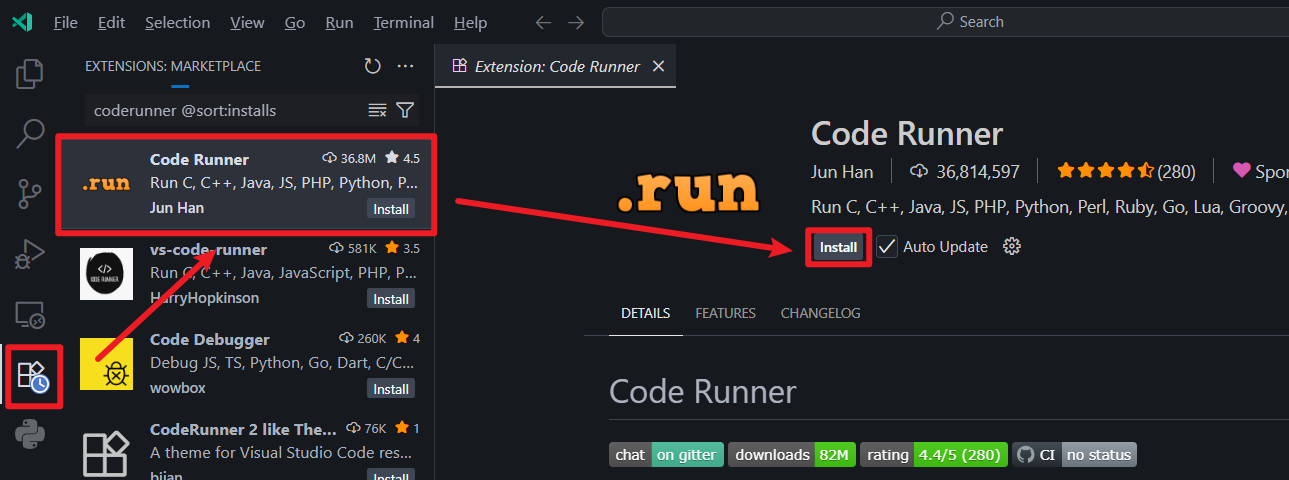 File Edit Selection View Go Run Terminal Help
Search
EXTENSIONS: MARKETPLACE
coderunner @sort:installs
Code Runner 36.8M 4.5
.run
Run C, C++, Java, JS, PHP, Python, P...
Jun Han Install
vs-code-runner 581K 3.5
</>
CODE RUNNER
Run C, C++, Java, JavaScript, PHP, P...
HarryHopkinson Install
Code Debugger 260K 4
Debug JS, TS, Python, Go, Dart, C/C...
wowbox Install
CodeRunner 2 like The... 76K 1
A theme for Visual Studio Code res...
bijan Install
Extension: Code Runner
.run
Code Runner
Jun Han 36,814,597 (280) Spon
Run C, C++, Java, JS, PHP, Python, Perl, Ruby, Go, Lua, Groovy,
Install Auto Update
DETAILS FEATURES CHANGELOG
Code Runner
chat on gitter downloads 82M rating 4.4/5 (280) CI no status